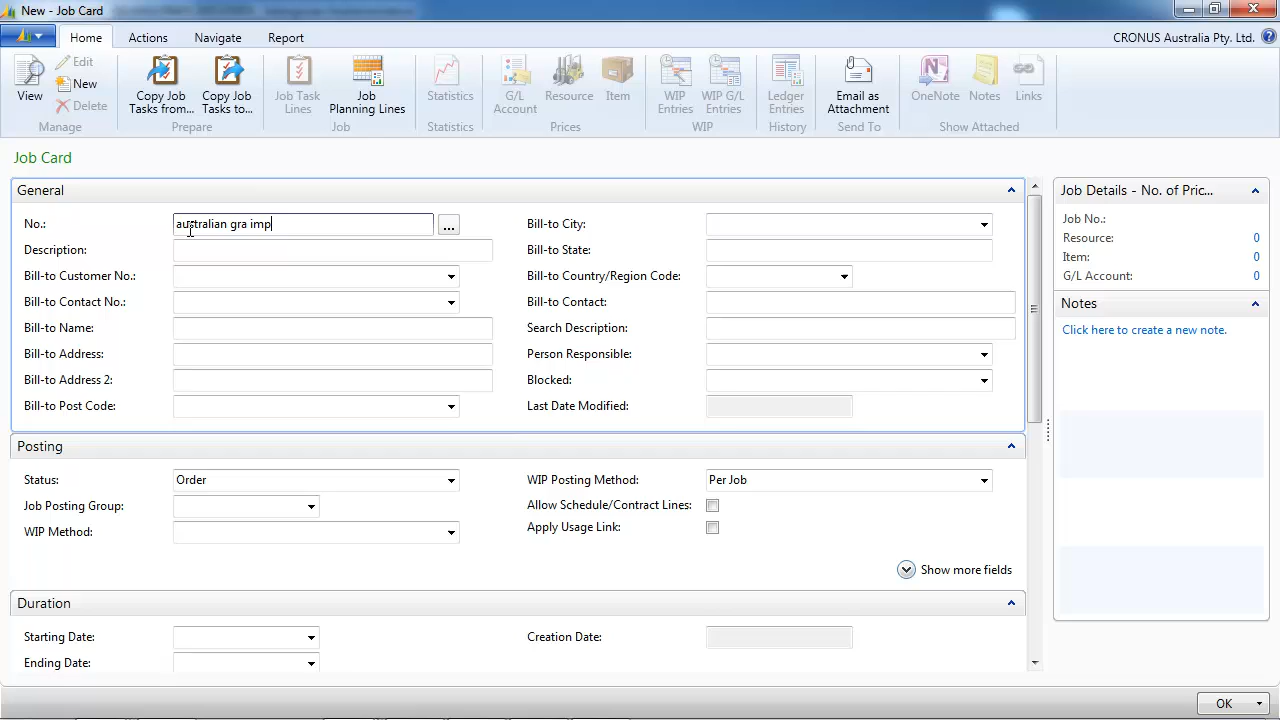 New - Job Card
Home
Actions
Navigate
Report
CRONUS Australia Pty. Ltd.
View
Edit
New
Delete
Manage
Copy Job
Tasks from...
Copy Job
Tasks to...
Prepare
Job Task
Lines
Job
Planning Lines
Job
Statistics
Statistics
G/L
Account
Resource
Item
Prices
WIP
Entries
WIP G/L
Entries
WIP
Ledger
Entries
History
Email as
Attachment
Send To
OneNote
Notes
Links
Show Attached
Job Card
General
No.:
australian gra imp
...
Description:
Bill-to Customer No.:
Bill-to Contact No.:
Bill-to Name:
Bill-to Address:
Bill-to Address 2:
Bill-to Post Code:
Bill-to City:
Bill-to State:
Bill-to Country/Region Code:
Bill-to Contact:
Search Description:
Person Responsible:
Blocked:
Last Date Modified:
Posting
Status:
Order
Job Posting Group:
WIP Method:
WIP Posting Method:
Per Job
Allow Schedule/Contract Lines:
Apply Usage Link:
Show more fields
Duration
Starting Date:
Ending Date:
Creation Date:
Job Details - No. of Pric...
Job No.:
Resource: 0
Item: 0
G/L Account: 0
Notes
Click here to create a new note.
OK